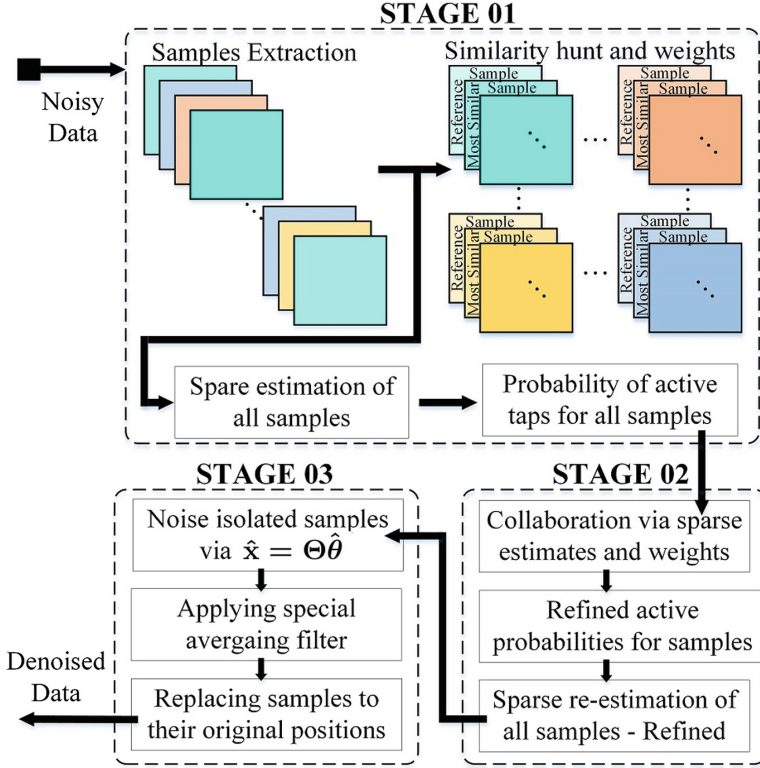 STAGE 01
Samples Extraction
Similarity hunt and weights
Noisy
Data
Sample
Sample
Reference
Most Similar
Sample
Sample
Reference
Most Similar
Sample
Sample
Reference
Most Similar
Sample
Sample
Reference
Most Similar
Spare estimation of
all samples
Probability of active
taps for all samples
STAGE 03
STAGE 02
Noise isolated samples
via x̂ = Θθ̂
Applying special
avergaing filter
Replacing samples to
their original positions
Denoised
Data
Collaboration via sparse
estimates and weights
Refined active
probabilities for samples
Sparse re-estimation of
all samples - Refined